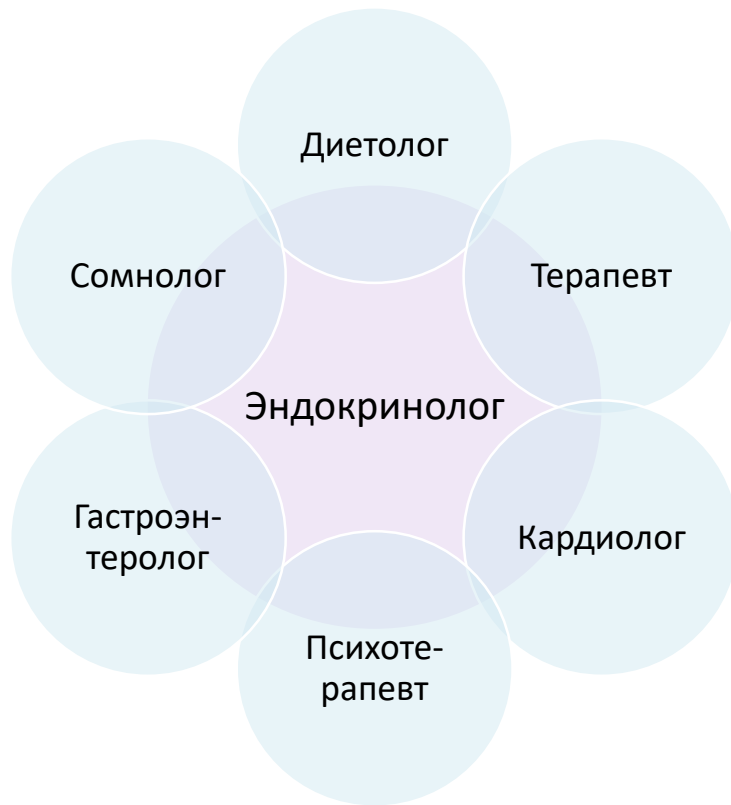 Диетолог
Сомнолог
Терапевт
Эндокринолог
Гастроэн-
теролог
Кардиолог
Психоте-
рапевт